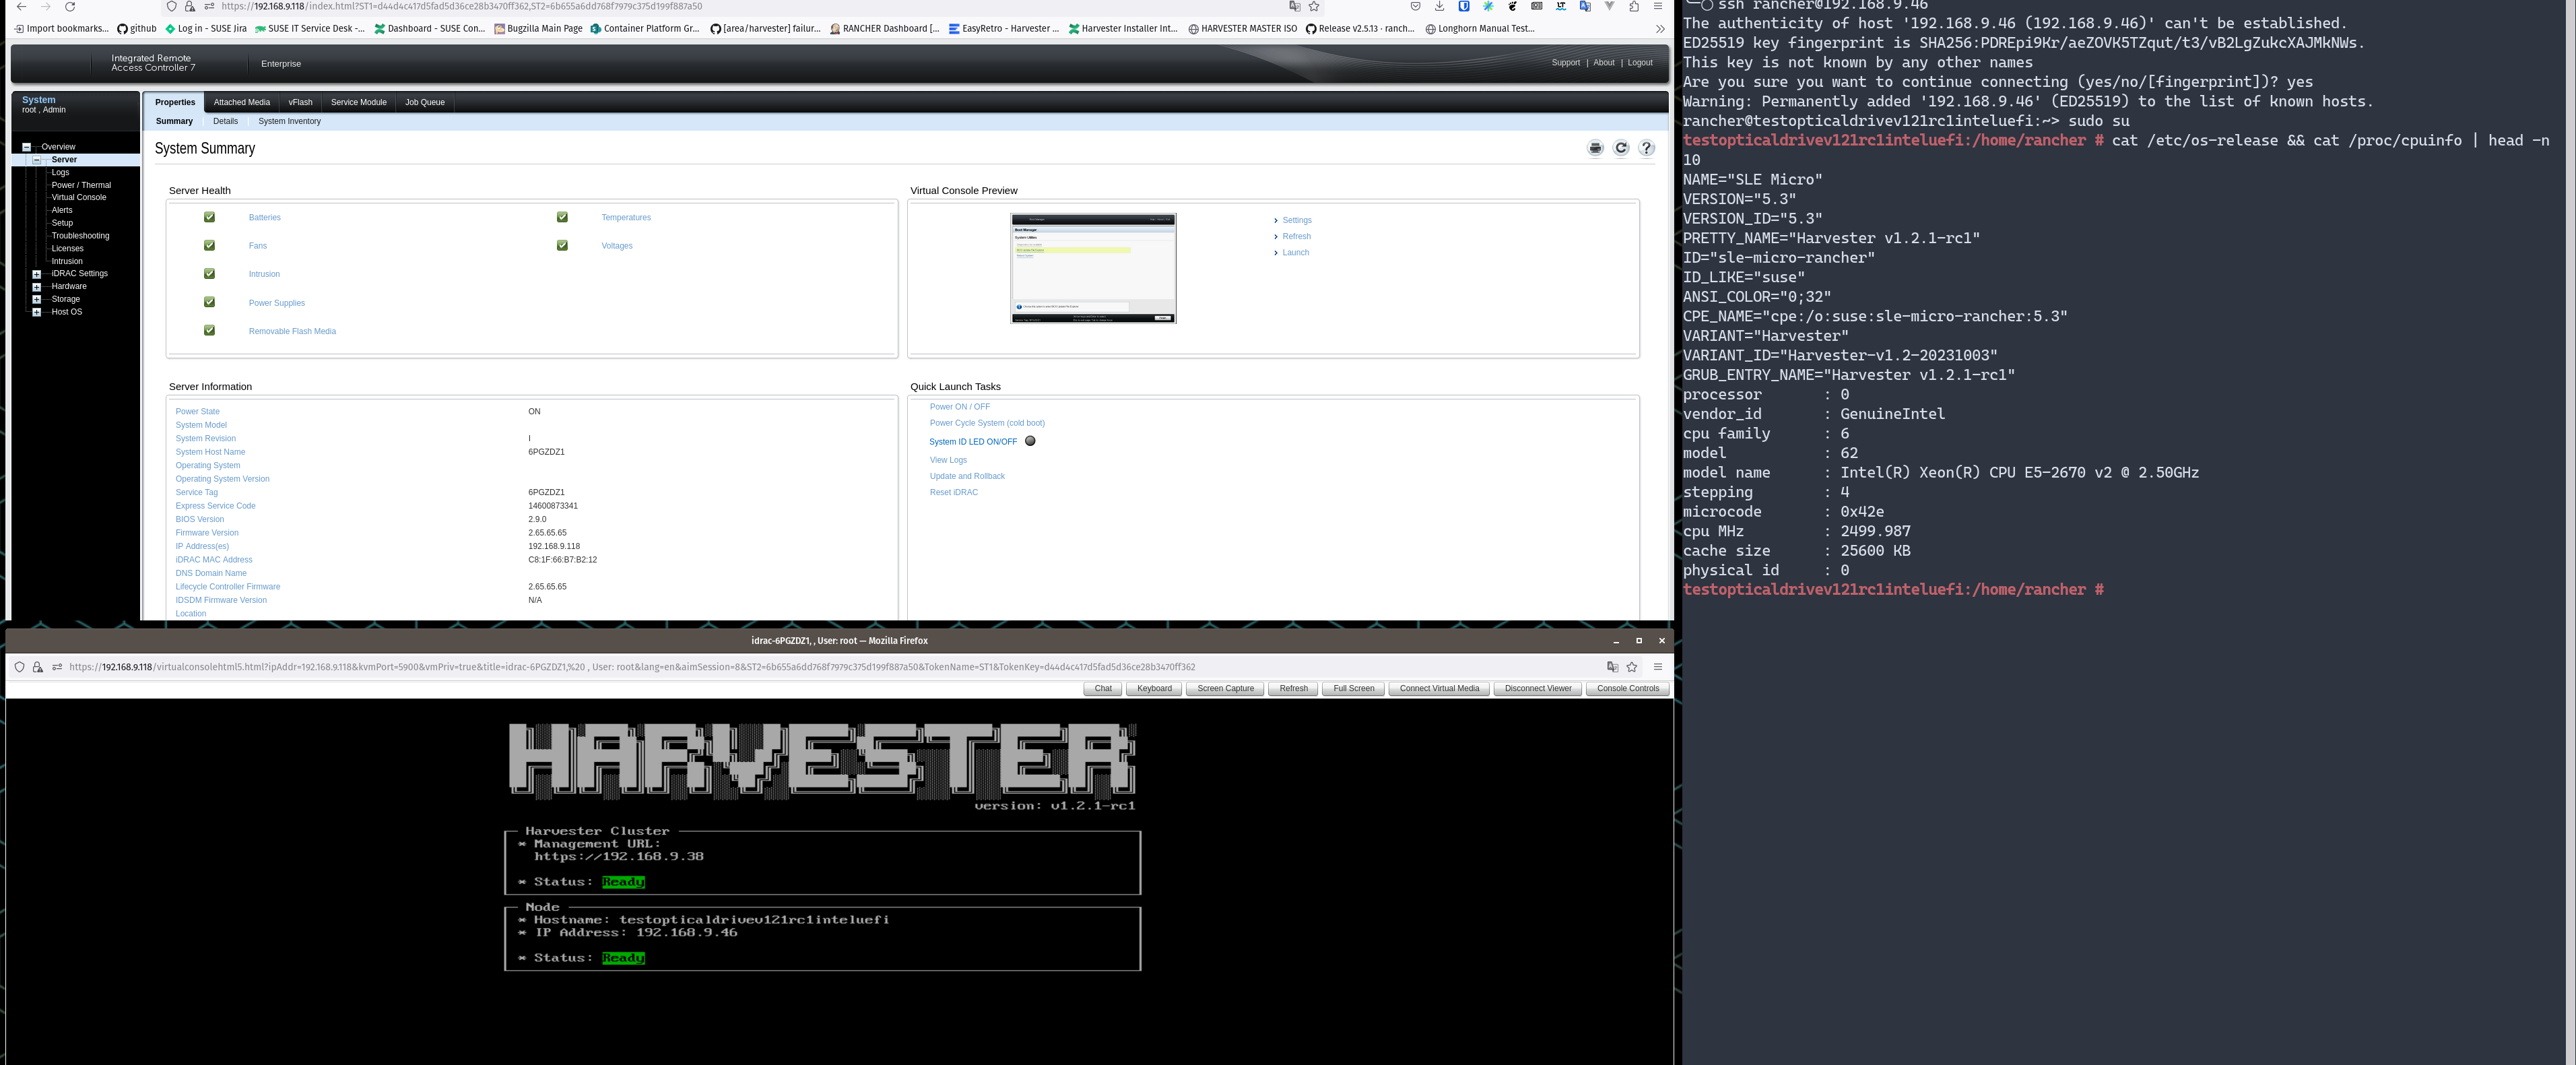 https://192.168.9.118/index.html?ST1=d44d4c417d5fad5d36ce28b3470ff362,ST2=6b655a6dd768f7979c375d199f887a50
Import bookmarks... github Log in - SUSE Jira SUSE IT Service Desk -... Dashboard - SUSE Con... Bugzilla Main Page Container Platform Gr... [area/harvester] failur... RANCHER Dashboard [... EasyRetro - Harvester ... Harvester Installer Int... HARVESTER MASTER ISO Release v2.5.13 · ranch... Longhorn Manual Test...
Integrated Remote
Access Controller 7
Enterprise
Support | About | Logout
System
root , Admin
Overview
Server
Logs
Power / Thermal
Virtual Console
Alerts
Setup
Troubleshooting
Licenses
Intrusion
iDRAC Settings
Hardware
Storage
Host OS
Properties Attached Media vFlash Service Module Job Queue
Summary Details System Inventory
System Summary
Server Health
Batteries Temperatures
Fans Voltages
Intrusion
Power Supplies
Removable Flash Media
Virtual Console Preview
Boot Manager
Settings
Refresh
Launch
Server Information
Power State ON
System Model
System Revision I
System Host Name 6PGZDZ1
Operating System
Operating System Version
Service Tag 6PGZDZ1
Express Service Code 14600873341
BIOS Version 2.9.0
Firmware Version 2.65.65.65
IP Address(es) 192.168.9.118
iDRAC MAC Address C8:1F:66:B7:B2:12
DNS Domain Name
Lifecycle Controller Firmware 2.65.65.65
IDSDM Firmware Version N/A
Location
Quick Launch Tasks
Power ON / OFF
Power Cycle System (cold boot)
System ID LED ON/OFF
View Logs
Update and Rollback
Reset iDRAC
idrac-6PGZDZ1, , User: root — Mozilla Firefox
https://192.168.9.118/virtualconsolehtml5.html?ipAddr=192.168.9.118&kvmPort=5900&vmPriv=true&title=idrac-6PGZDZ1,%20 , User: root&lang=en&aimSession=8&ST2=6b655a6dd768f7979c375d199f887a50&TokenName=ST1&TokenKey=d44d4c417d5fad5d36ce28b3470ff362
Chat Keyboard Screen Capture Refresh Full Screen Connect Virtual Media Disconnect Viewer Console Controls
HARVESTER
version: v1.2.1-rc1
Harvester Cluster
* Management URL:
https://192.168.9.38
* Status: Ready
Node
* Hostname: testopticaldrivev121rc1inteluefi
* IP Address: 192.168.9.46
* Status: Ready
ssh rancher@192.168.9.46
The authenticity of host '192.168.9.46 (192.168.9.46)' can't be established.
ED25519 key fingerprint is SHA256:PDREpi9Kr/aeZOVK5TZqut/t3/vB2LgZukcXAJMkNWs.
This key is not known by any other names
Are you sure you want to continue connecting (yes/no/[fingerprint])? yes
Warning: Permanently added '192.168.9.46' (ED25519) to the list of known hosts.
rancher@testopticaldrivev121rc1inteluefi:~> sudo su
testopticaldrivev121rc1inteluefi:/home/rancher # cat /etc/os-release && cat /proc/cpuinfo | head -n
10
NAME="SLE Micro"
VERSION="5.3"
VERSION_ID="5.3"
PRETTY_NAME="Harvester v1.2.1-rc1"
ID="sle-micro-rancher"
ID_LIKE="suse"
ANSI_COLOR="0;32"
CPE_NAME="cpe:/o:suse:sle-micro-rancher:5.3"
VARIANT="Harvester"
VARIANT_ID="Harvester-v1.2-20231003"
GRUB_ENTRY_NAME="Harvester v1.2.1-rc1"
processor : 0
vendor_id : GenuineIntel
cpu family : 6
model : 62
model name : Intel(R) Xeon(R) CPU E5-2670 v2 @ 2.50GHz
stepping : 4
microcode : 0x42e
cpu MHz : 2499.987
cache size : 25600 KB
physical id : 0
testopticaldrivev121rc1inteluefi:/home/rancher #